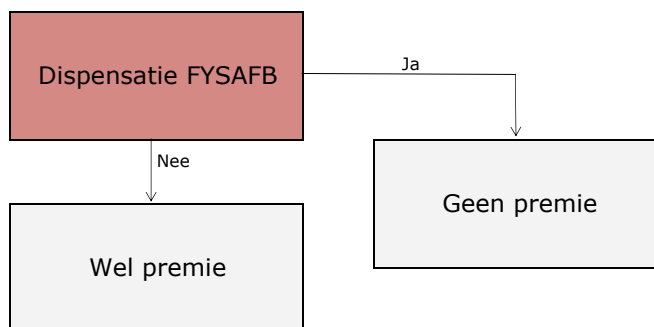 Dispensatie FYSAFB
Ja
Nee
Geen premie
Wel premie